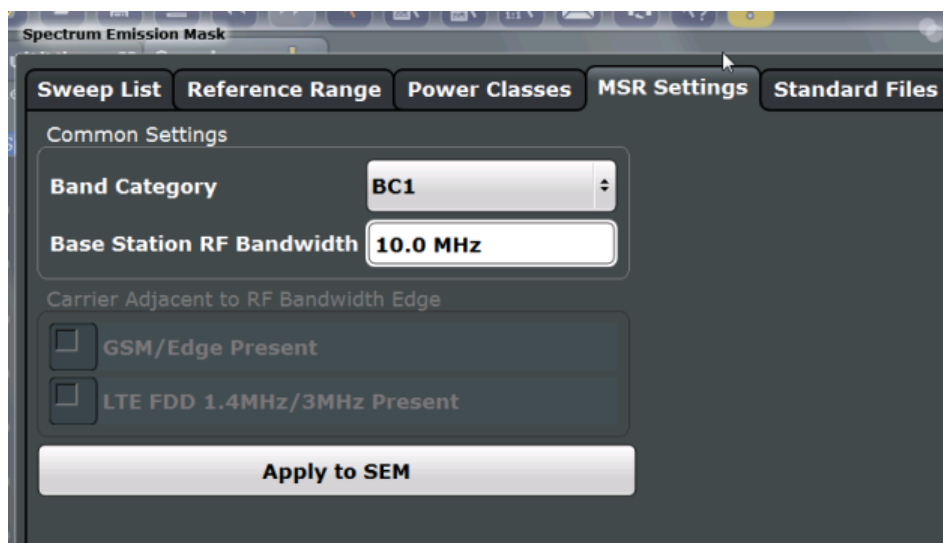 Spectrum Emission Mask
Sweep List Reference Range Power Classes MSR Settings Standard Files
Common Settings
Band Category BC1
Base Station RF Bandwidth 10.0 MHz
Carrier Adjacent to RF Bandwidth Edge
GSM/Edge Present
LTE FDD 1.4MHz/3MHz Present
Apply to SEM